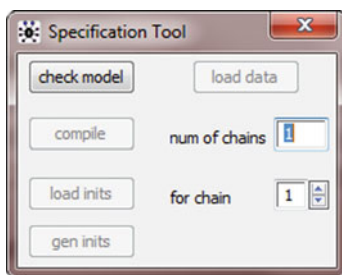 Specification Tool
check model
load data
compile
num of chains 1
load inits
for chain 1
gen inits